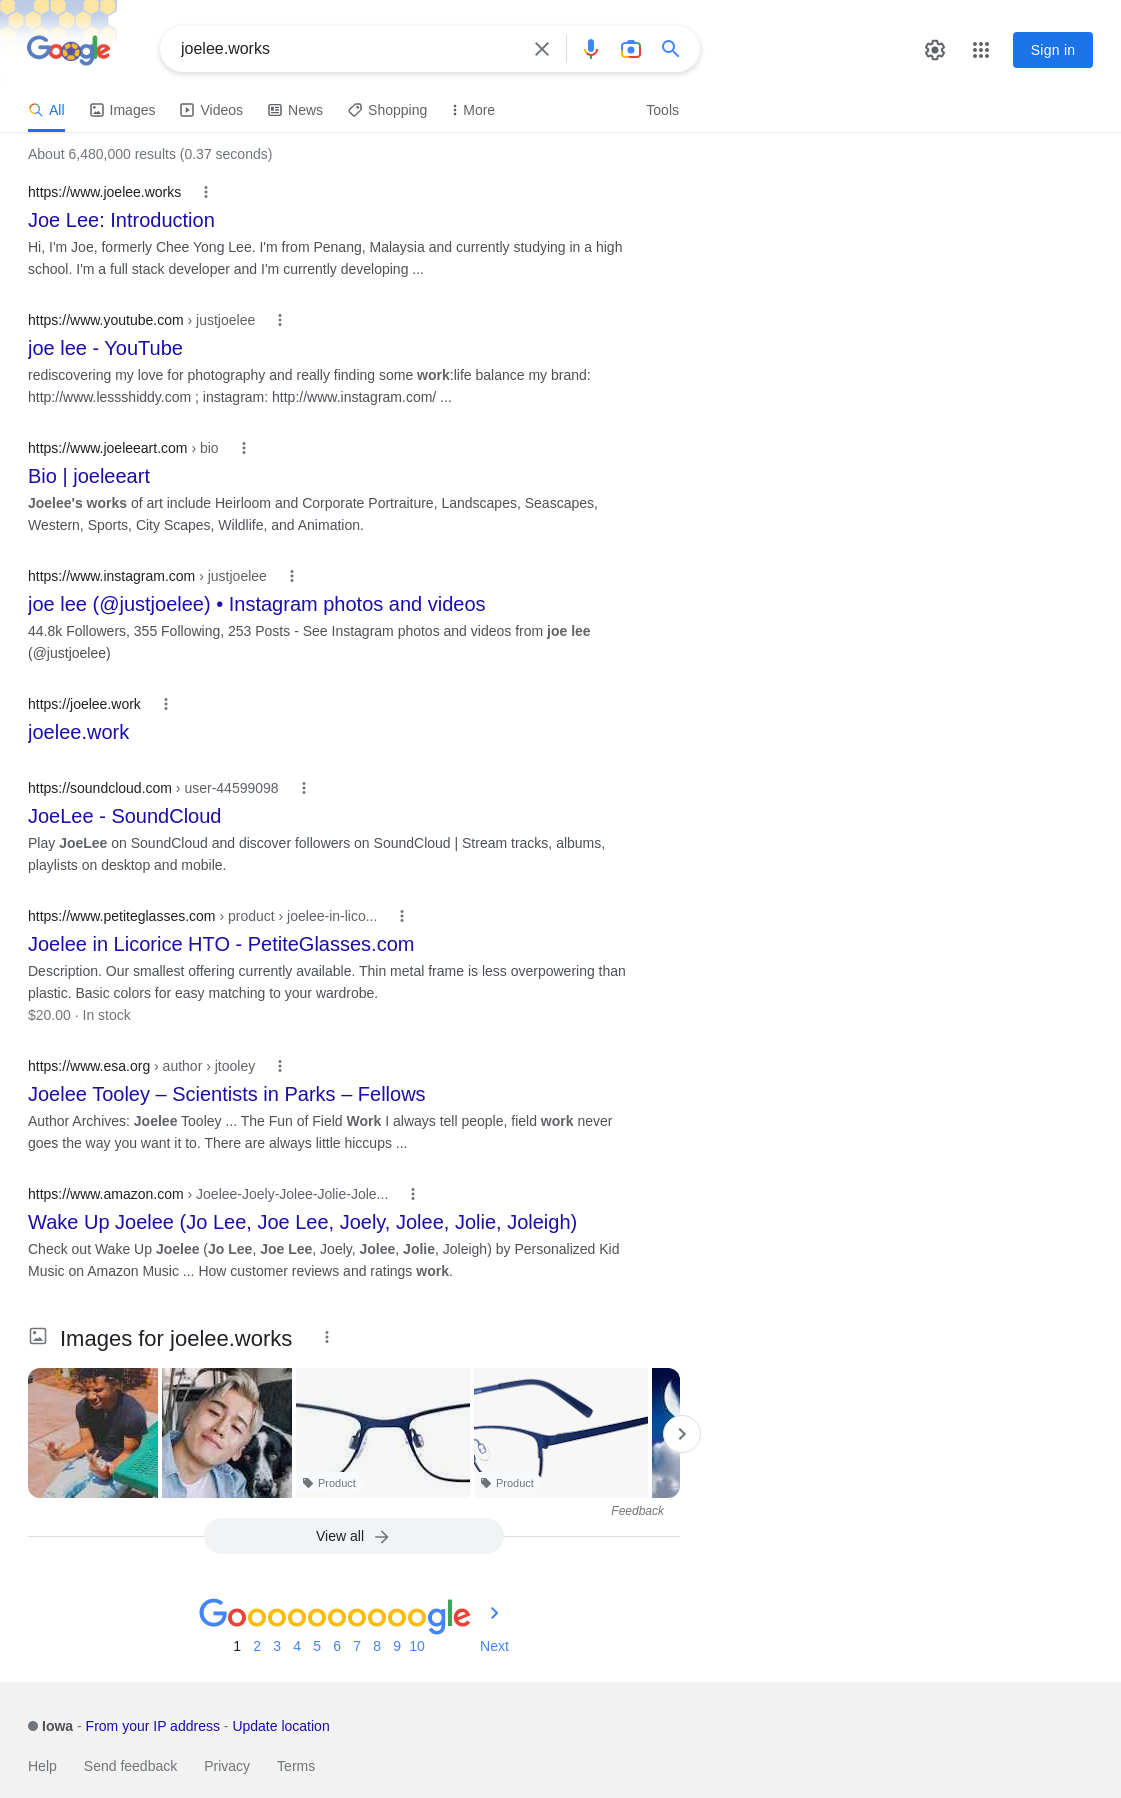 Google
joelee.works
Sign in
All Images Videos News Shopping More Tools
About 6,480,000 results (0.37 seconds)
https://www.joelee.works
Joe Lee: Introduction
Hi, I'm Joe, formerly Chee Yong Lee. I'm from Penang, Malaysia and currently studying in a high
school. I'm a full stack developer and I'm currently developing ...
https://www.youtube.com › justjoelee
joe lee - YouTube
rediscovering my love for photography and really finding some work:life balance my brand:
http://www.lessshiddy.com ; instagram: http://www.instagram.com/ ...
https://www.joeleeart.com › bio
Bio | joeleeart
Joelee's works of art include Heirloom and Corporate Portraiture, Landscapes, Seascapes,
Western, Sports, City Scapes, Wildlife, and Animation.
https://www.instagram.com › justjoelee
joe lee (@justjoelee) • Instagram photos and videos
44.8k Followers, 355 Following, 253 Posts - See Instagram photos and videos from joe lee
(@justjoelee)
https://joelee.work
joelee.work
https://soundcloud.com › user-44599098
JoeLee - SoundCloud
Play JoeLee on SoundCloud and discover followers on SoundCloud | Stream tracks, albums,
playlists on desktop and mobile.
https://www.petiteglasses.com › product › joelee-in-lico...
Joelee in Licorice HTO - PetiteGlasses.com
Description. Our smallest offering currently available. Thin metal frame is less overpowering than
plastic. Basic colors for easy matching to your wardrobe.
$20.00 · In stock
https://www.esa.org › author › jtooley
Joelee Tooley – Scientists in Parks – Fellows
Author Archives: Joelee Tooley ... The Fun of Field Work I always tell people, field work never
goes the way you want it to. There are always little hiccups ...
https://www.amazon.com › Joelee-Joely-Jolee-Jolie-Jole...
Wake Up Joelee (Jo Lee, Joe Lee, Joely, Jolee, Jolie, Joleigh)
Check out Wake Up Joelee (Jo Lee, Joe Lee, Joely, Jolee, Jolie, Joleigh) by Personalized Kid
Music on Amazon Music ... How customer reviews and ratings work.
Images for joelee.works
Product Product
Feedback
View all
Goooooooooogle
1 2 3 4 5 6 7 8 9 10 Next
Iowa - From your IP address - Update location
Help Send feedback Privacy Terms